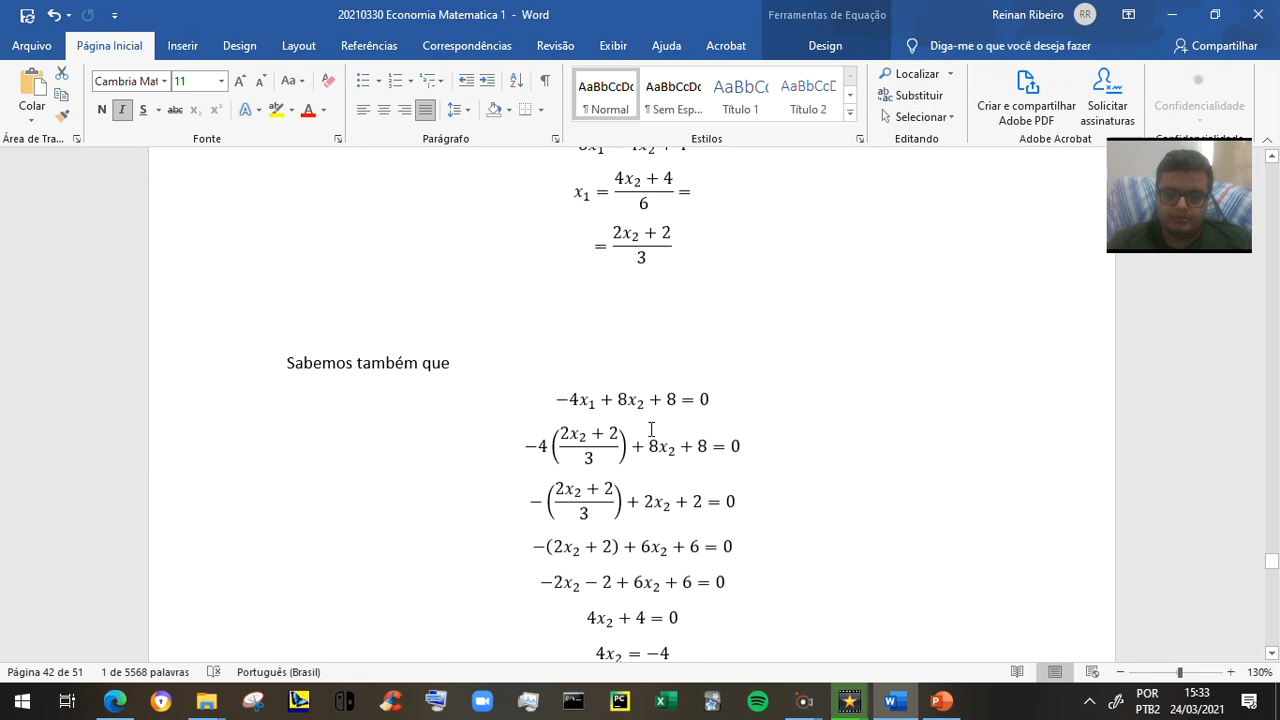 20210330 Economia Matematica 1 - Word
Ferramentas de Equação
Reinan Ribeiro
RR
Arquivo Página Inicial Inserir Design Layout Referências Correspondências Revisão Exibir Ajuda Acrobat Design Diga-me o que você deseja fazer Compartilhar
Colar
Cambria Mat 11
N I S abc x₂ x²
AaBbCcDc AaBbCcDc AaBbCc AaBbCcD
¶ Normal ¶ Sem Esp... Título 1 Título 2
Localizar
Substituir
Selecionar
Criar e compartilhar Adobe PDF
Solicitar assinaturas
Confidencialidade
Área de Tra... Fonte Parágrafo Estilos Editando Adobe Acrobat Confidencialidade
x₁ = (4x₂ + 4)/6 =
= (2x₂ + 2)/3
Sabemos também que
−4x₁ + 8x₂ + 8 = 0
−4((2x₂ + 2)/3) + 8x₂ + 8 = 0
−((2x₂ + 2)/3) + 2x₂ + 2 = 0
−(2x₂ + 2) + 6x₂ + 6 = 0
−2x₂ − 2 + 6x₂ + 6 = 0
4x₂ + 4 = 0
4x₂ = −4
Página 42 de 51 1 de 5568 palavras Português (Brasil) 130%
POR 15:33
PTB2 24/03/2021